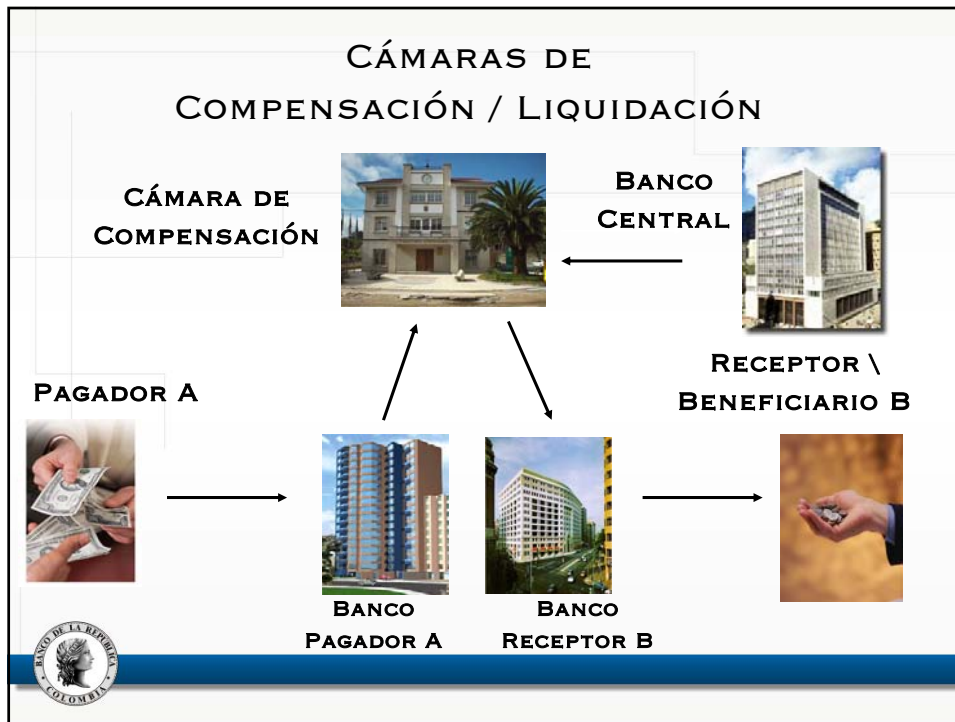 Cámaras de
Compensación / Liquidación
Cámara de
Compensación
Banco
Central
Pagador A
Receptor \
Beneficiario B
Banco
Pagador A
Banco
Receptor B
BANCO DE LA REPÚBLICA
COLOMBIA